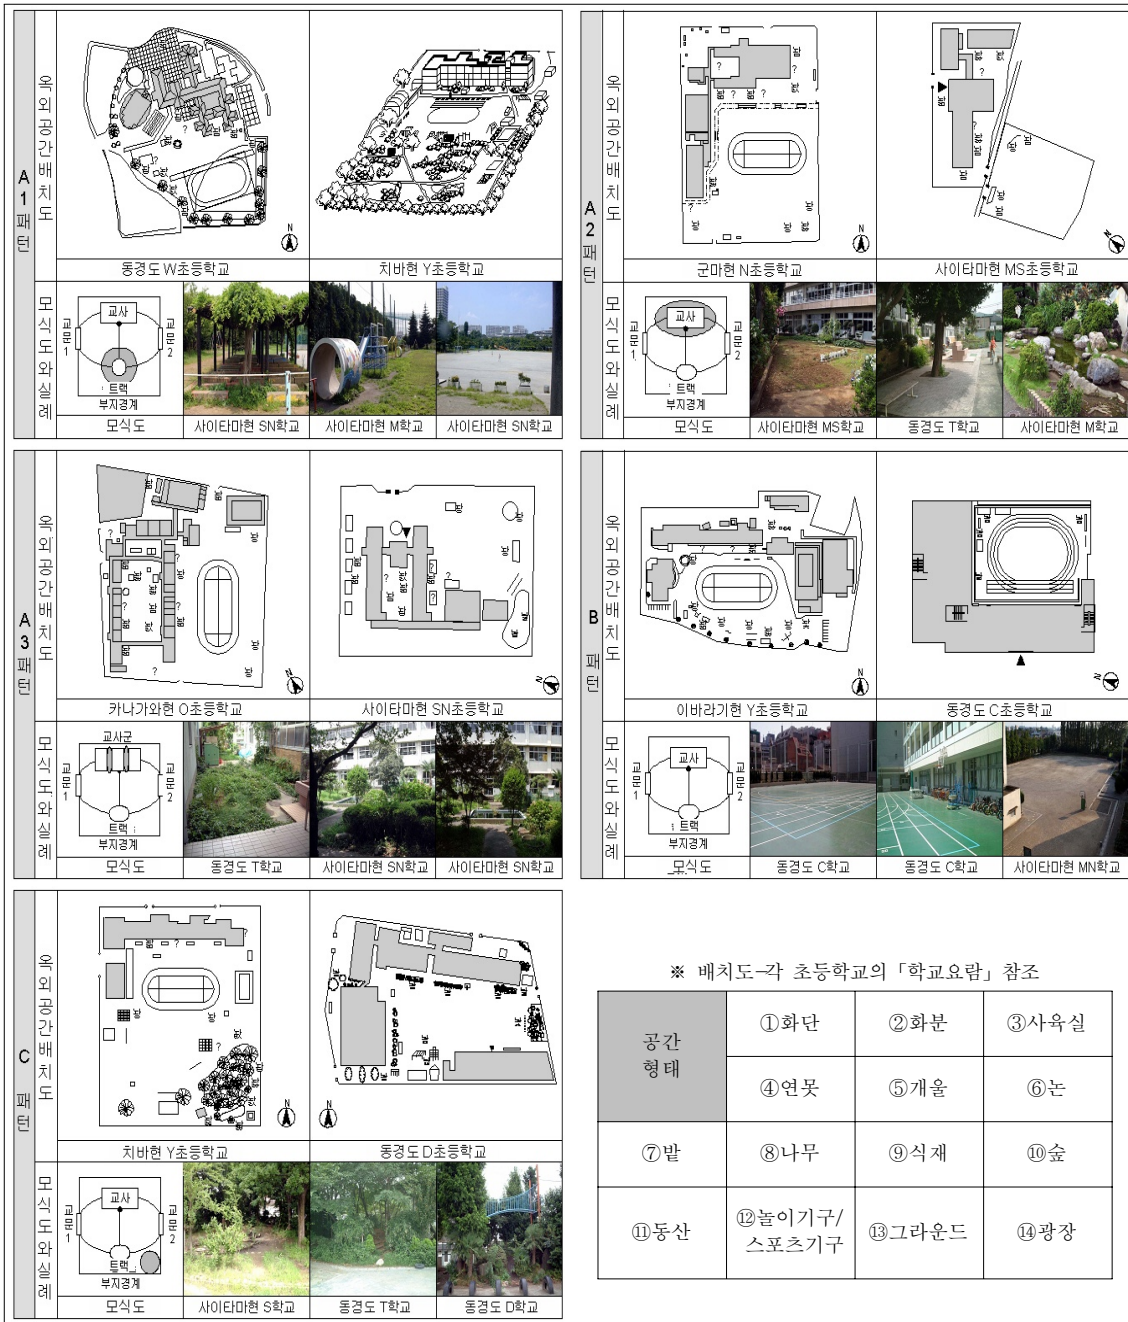 A1패턴
옥외공간배치도
N
동경도 W초등학교
치바현 Y초등학교
모식도와실례
교사
교문1
교문2
트랙
부지경계
모식도
사이타마현 SN학교
사이타마현 M학교
사이타마현 SN학교
A2패턴
옥외공간배치도
N
N
군마현 N초등학교
사이타마현 MS초등학교
모식도와실례
교사
교문1
교문2
트랙
부지경계
모식도
사이타마현 MS학교
동경도 T학교
사이타마현 M학교
A3패턴
옥외공간배치도
N
N
카나가와현 O초등학교
사이타마현 SN초등학교
모식도와실례
교사군
교문1
교문2
트랙
부지경계
모식도
동경도 T학교
사이타마현 SN학교
사이타마현 SN학교
B패턴
옥외공간배치도
N
N
이바라기현 Y초등학교
동경도 C초등학교
모식도와실례
교사
교문1
교문2
트랙
부지경계
모식도
동경도 C학교
동경도 C학교
사이타마현 MN학교
C패턴
옥외공간배치도
N
N
치바현 Y초등학교
동경도 D초등학교
모식도와실례
교사
교문1
교문2
트랙
부지경계
모식도
사이타마현 S학교
동경도 T학교
동경도 D학교
※ 배치도-각 초등학교의 「학교요람」 참조
공간
형태
①화단
②화분
③사육실
④연못
⑤개울
⑥논
⑦밭
⑧나무
⑨식재
⑩숲
⑪동산
⑫놀이기구/
스포츠기구
⑬그라운드
⑭광장